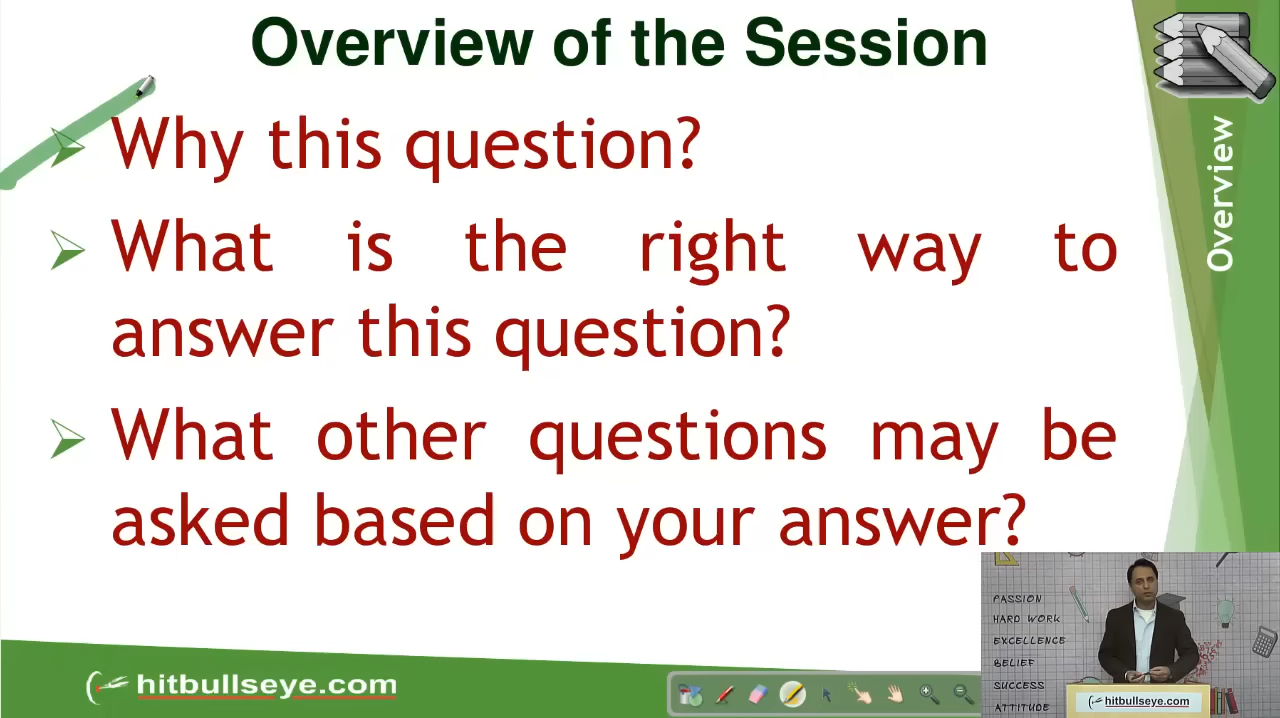 Overview of the Session
Why this question?
What is the right way to
answer this question?
What other questions may be
asked based on your answer?
Overview
hitbullseye.com
PASSION
HARD WORK
EXCELLENCE
BELIEF
SUCCESS
ATTITUDE
hitbullseye.com